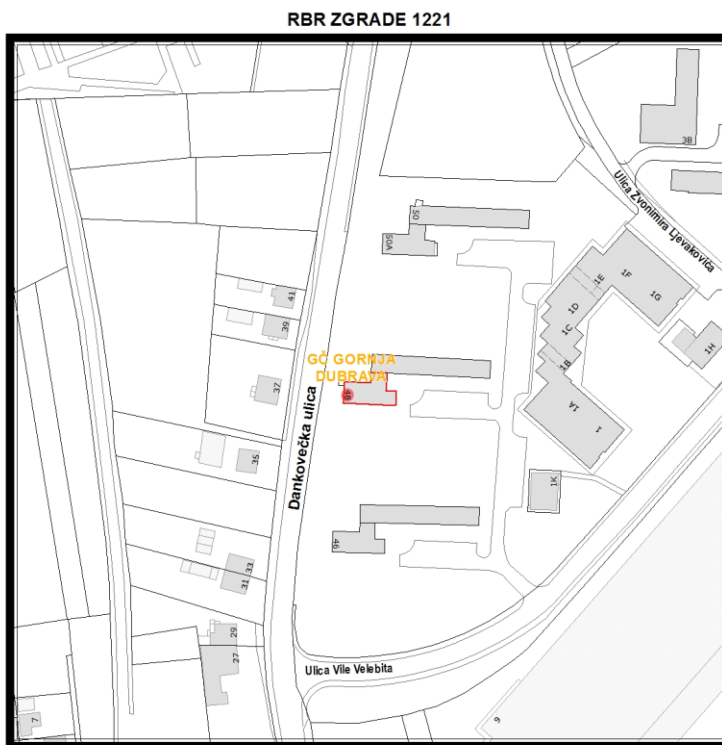 RBR ZGRADE 1221
3B
Ulica Zvonimira Ljevakovića
50
50A
1E
1F
1G
41
1D
39
1C
1H
GČ GORNJA
DUBRAVA
1B
37
48
1A
Dankovečka ulica
1
35
1K
46
33
31
29
27
Ulica Vile Velebita
7
9